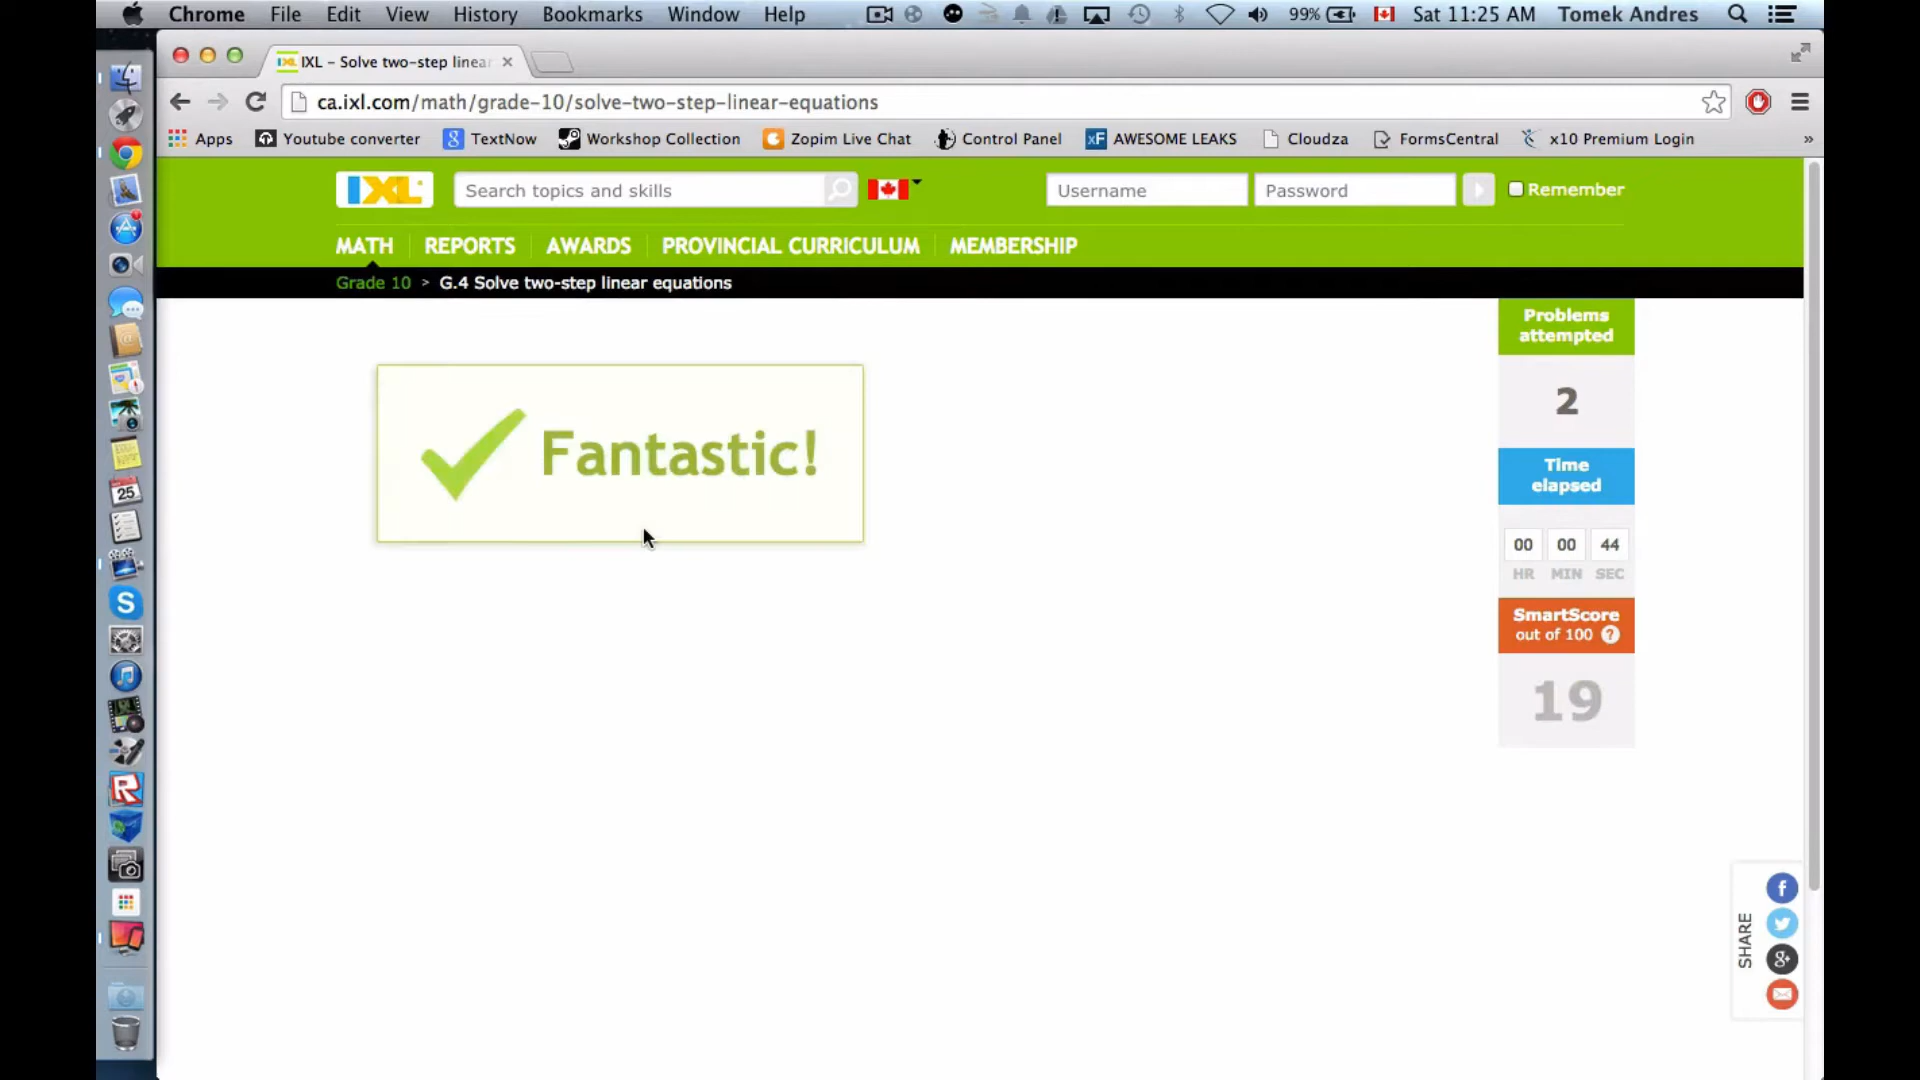 Chrome File Edit View History Bookmarks Window Help 99% Sat 11:25 AM Tomek Andres
IXL - Solve two-step linea
ca.ixl.com/math/grade-10/solve-two-step-linear-equations
Apps Youtube converter TextNow Workshop Collection Zopim Live Chat Control Panel xF AWESOME LEAKS Cloudza FormsCentral x10 Premium Login »
IXL Search topics and skills Username Password Remember
MATH REPORTS AWARDS PROVINCIAL CURRICULUM MEMBERSHIP
Grade 10 > G.4 Solve two-step linear equations
Problems
attempted
2
Fantastic!
Time
elapsed
00 00 44
HR MIN SEC
SmartScore
out of 100 ?
19
SHARE
25